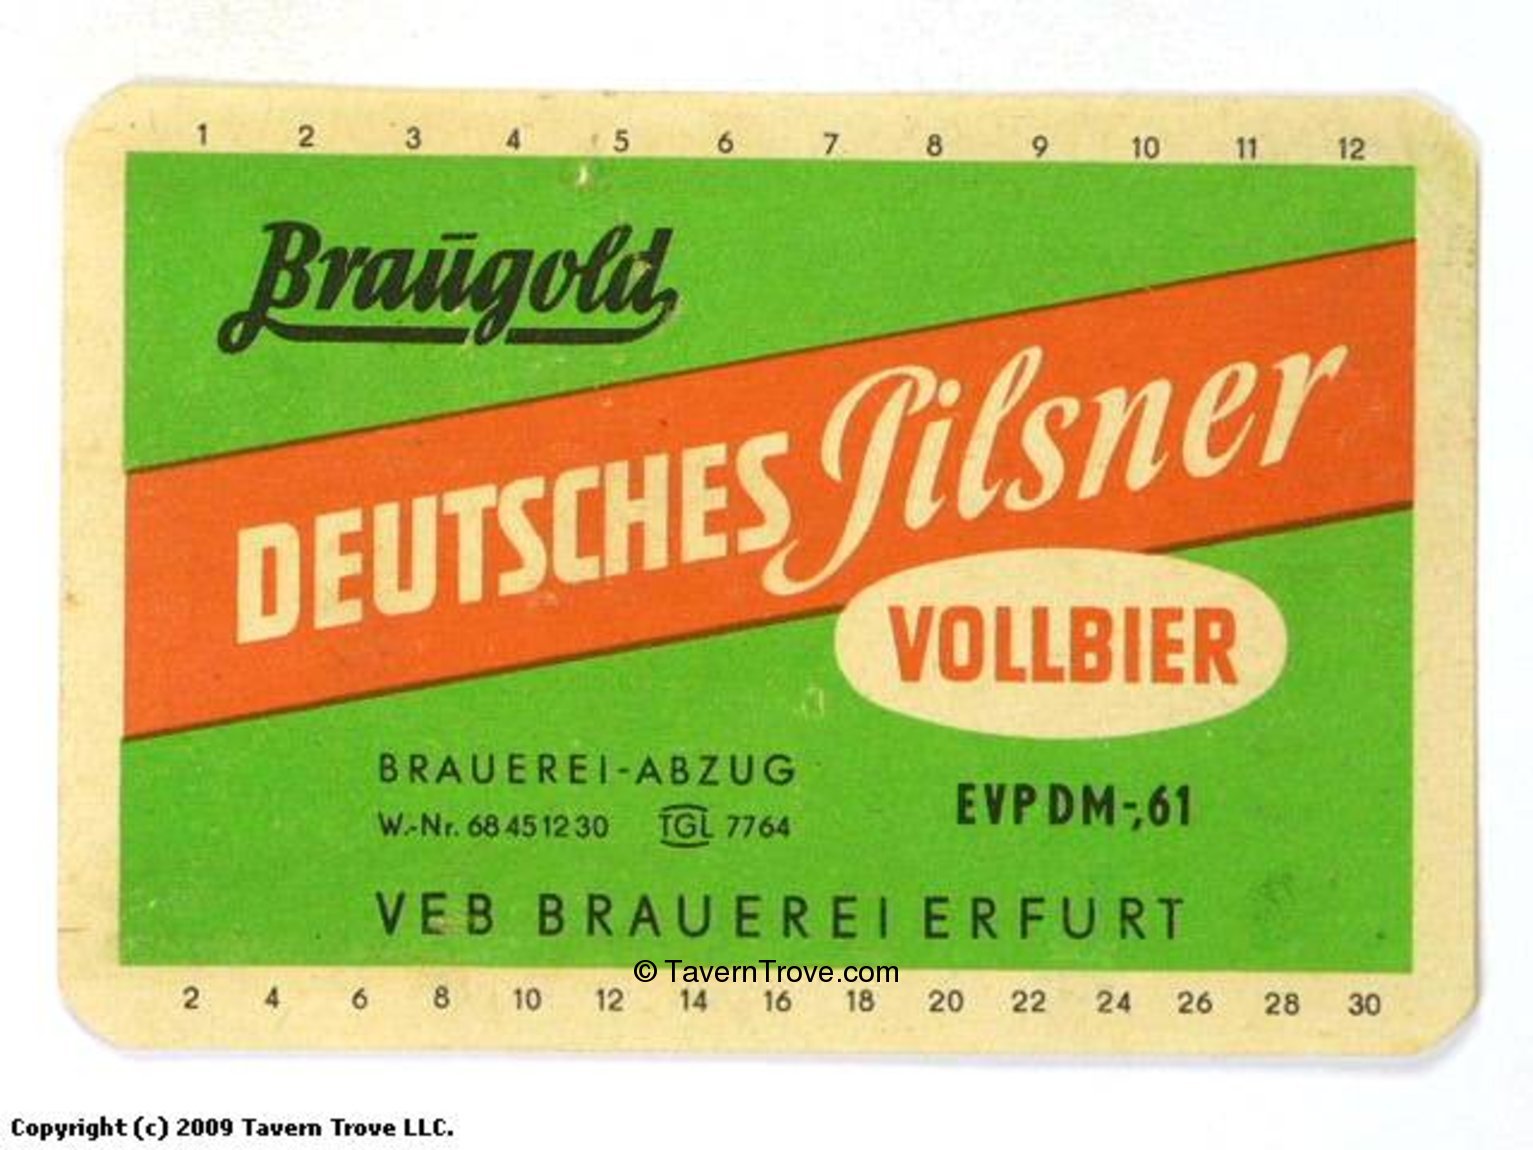 1 2 3 4 5 6 7 8 9 10 11 12
Braūgold
DEUTSCHES Pilsner
VOLLBIER
BRAUEREI-ABZUG
W.-Nr. 68 45 12 30 TGL 7764
EVP DM -,61
VEB BRAUEREI ERFURT
© TavernTrove.com
2 4 6 8 10 12 14 16 18 20 22 24 26 28 30
Copyright (c) 2009 Tavern Trove LLC.